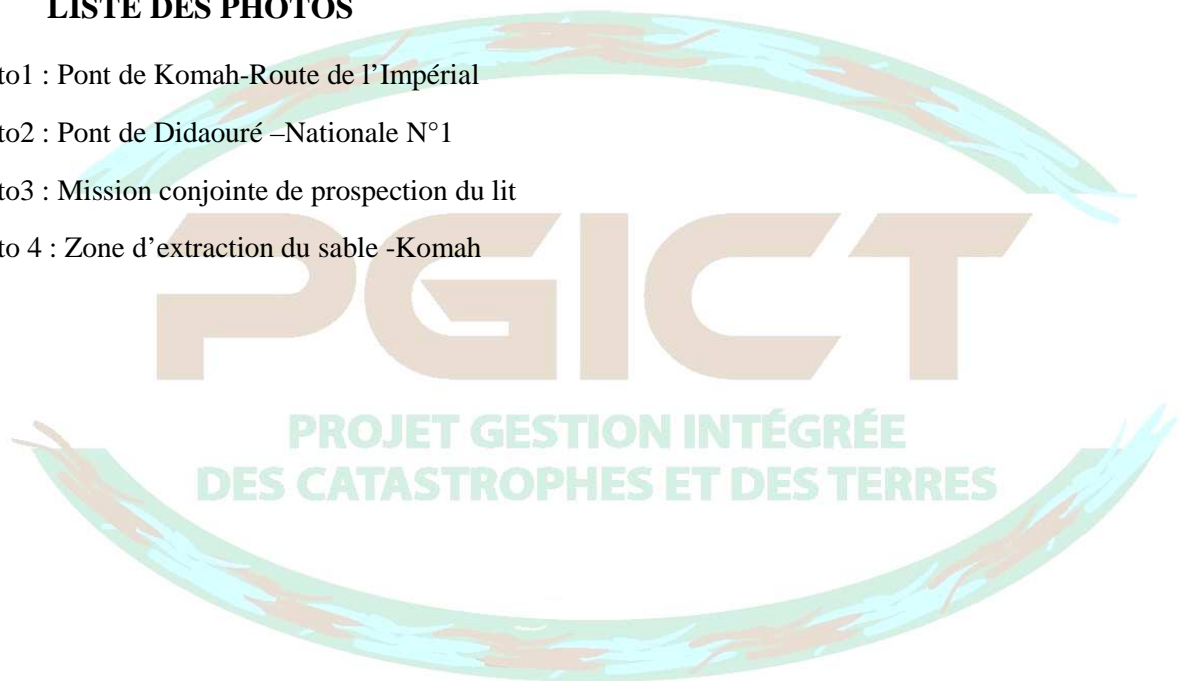 LISTE DES PHOTOS
to1 : Pont de Komah-Route de l’Impérial
to2 : Pont de Didaouré –Nationale N°1
to3 : Mission conjointe de prospection du lit
to 4 : Zone d’extraction du sable -Komah
PGICT
PROJET GESTION INTÉGRÉE
DES CATASTROPHES ET DES TERRES